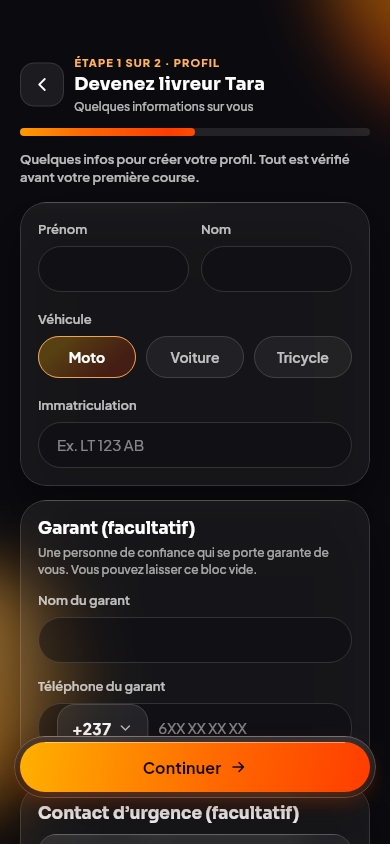 ÉTAPE 1 SUR 2 · PROFIL
Devenez livreur Tara
Quelques informations sur vous
Quelques infos pour créer votre profil. Tout est vérifié
avant votre première course.
Prénom
Nom
Véhicule
Moto
Voiture
Tricycle
Immatriculation
Ex. LT 123 AB
Garant (facultatif)
Une personne de confiance qui se porte garante de
vous. Vous pouvez laisser ce bloc vide.
Nom du garant
Téléphone du garant
+237
6XX XX XX XX
Continuer
Contact d’urgence (facultatif)